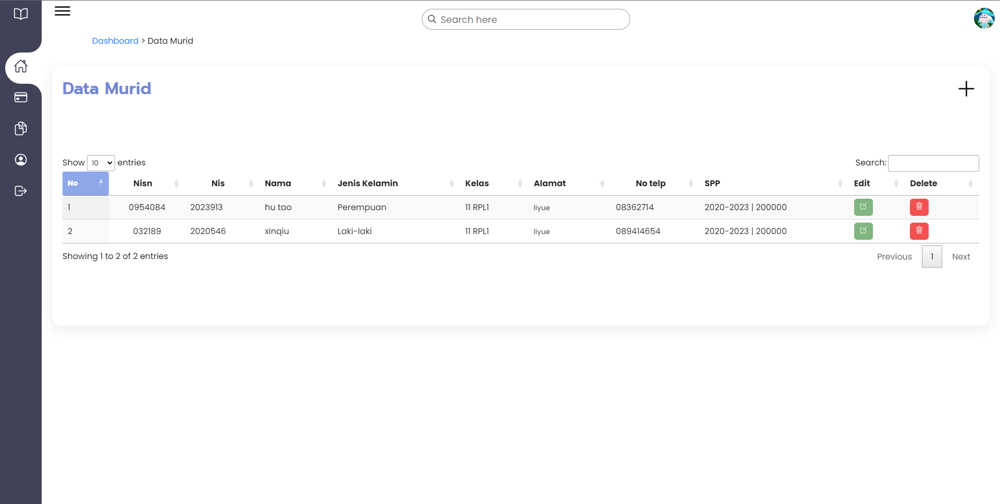 Search here
Dashboard > Data Murid
Data Murid
Show 10 entries Search:
No Nisn Nis Nama Jenis Kelamin Kelas Alamat No telp SPP Edit Delete
1 0954084 2023913 hu tao Perempuan 11 RPL1 liyue 08362714 2020-2023 | 200000
2 032189 2020546 xinqiu Laki-laki 11 RPL1 liyue 089414654 2020-2023 | 200000
Showing 1 to 2 of 2 entries Previous 1 Next